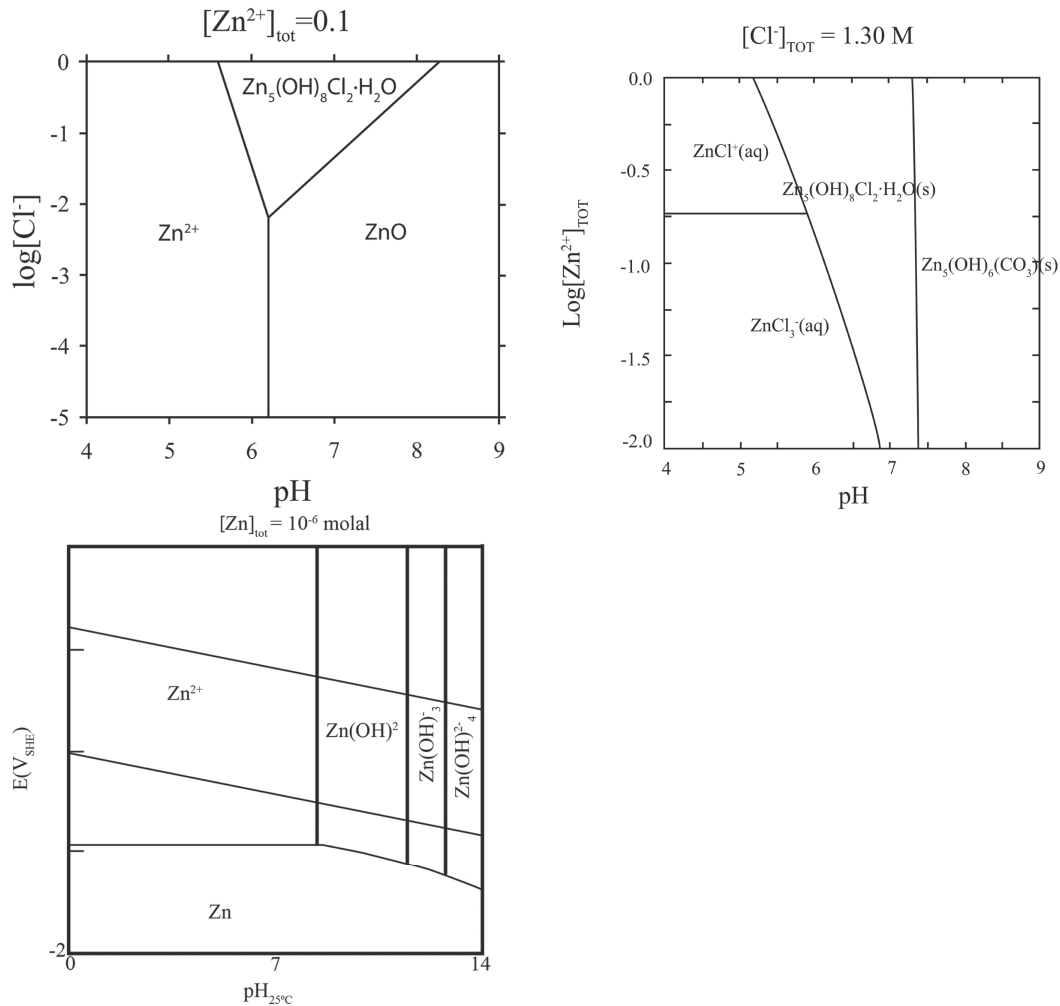 [Zn²⁺]tot=0.1
0
-1
-2
-3
-4
-5
log[Cl⁻]
Zn₅(OH)₈Cl₂·H₂O
Zn²⁺
ZnO
4
5
6
7
8
9
pH
[Cl⁻]TOT = 1.30 M
0.0
-0.5
-1.0
-1.5
-2.0
Log[Zn²⁺]TOT
ZnCl⁺(aq)
Zn₅(OH)₈Cl₂·H₂O(s)
Zn₅(OH)₆(CO₃)(s)
ZnCl₃⁻(aq)
4
5
6
7
8
9
pH
[Zn]tot = 10⁻⁶ molal
E(VSHE)
Zn²⁺
Zn(OH)²
Zn(OH)⁻₃
Zn(OH)²⁻₄
Zn
-2
0
7
14
pH25ºC